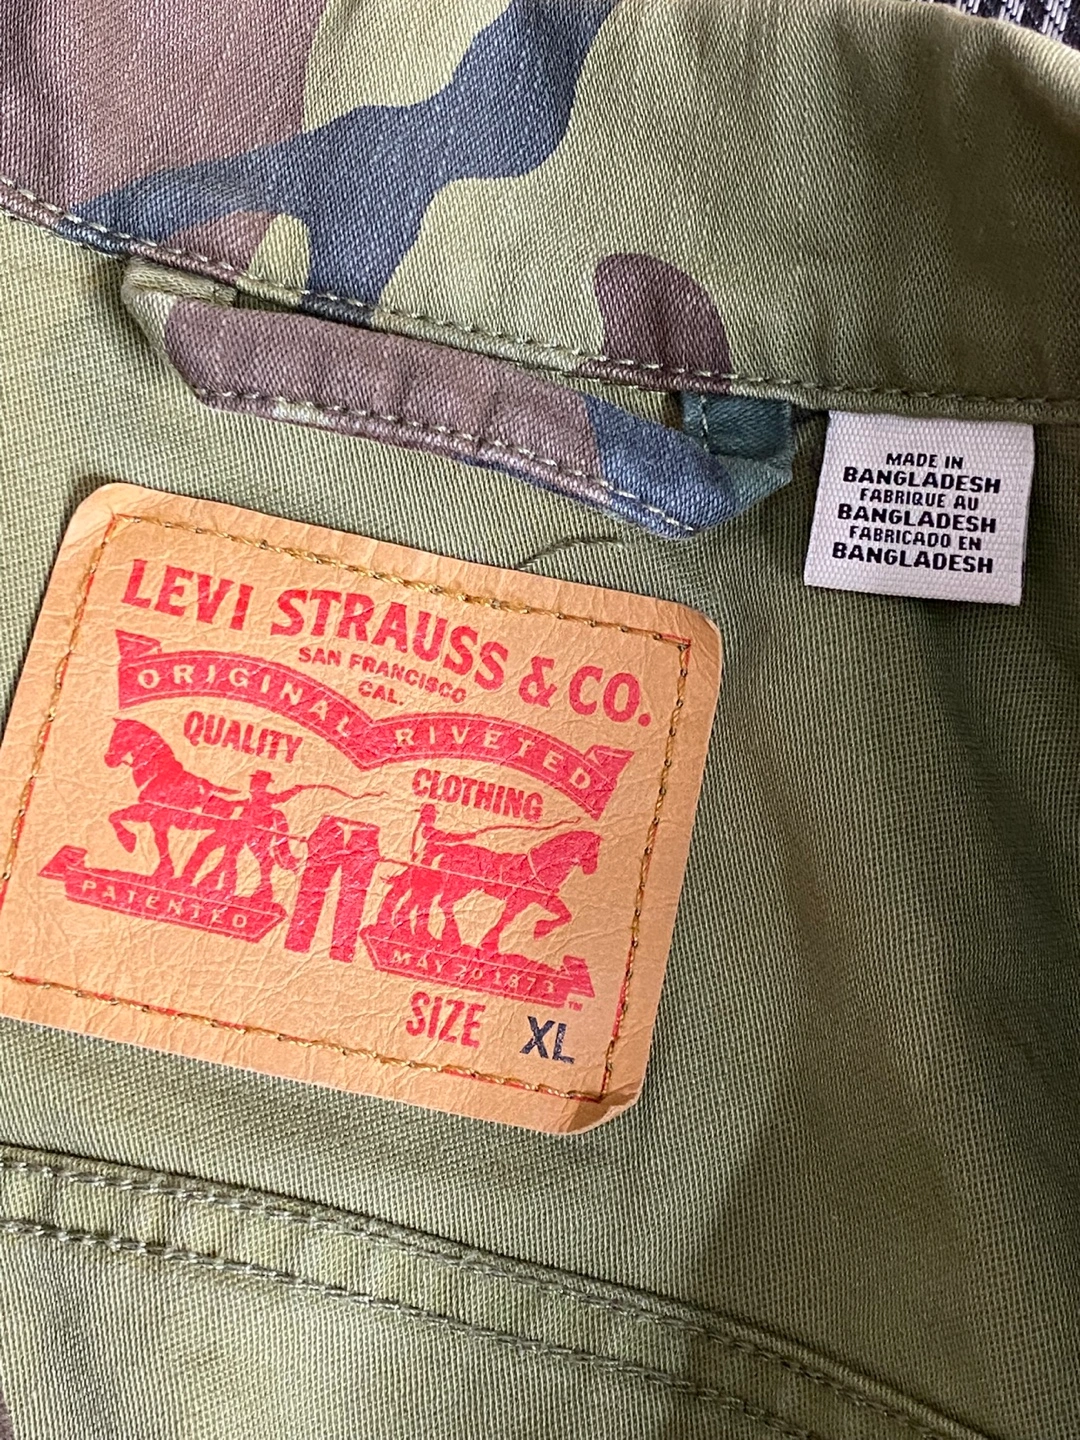 MADE IN
BANGLADESH
FABRIQUE AU
BANGLADESH
FABRICADO EN
BANGLADESH
LEVI STRAUSS & CO.
SAN FRANCISCO
CAL.
ORIGINAL RIVETED
QUALITY CLOTHING
PATENTED
MAY 20 1873
TM
SIZE XL